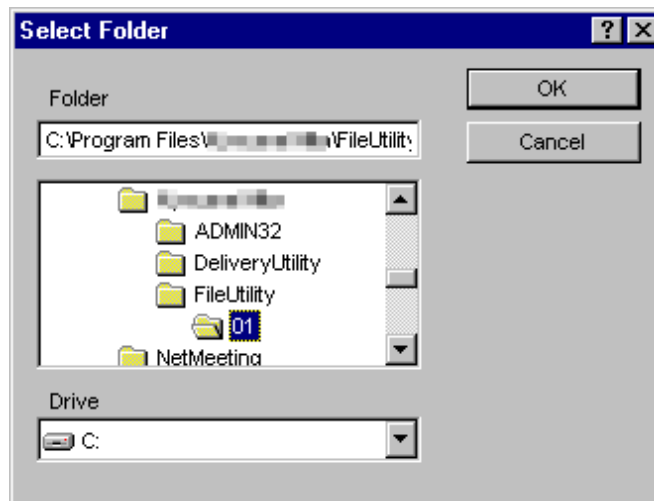 Select Folder
OK
Folder
C:\Program Files\ \FileUtility
Cancel
ADMIN32
DeliveryUtility
FileUtility
01
NetMeeting
Drive
C: